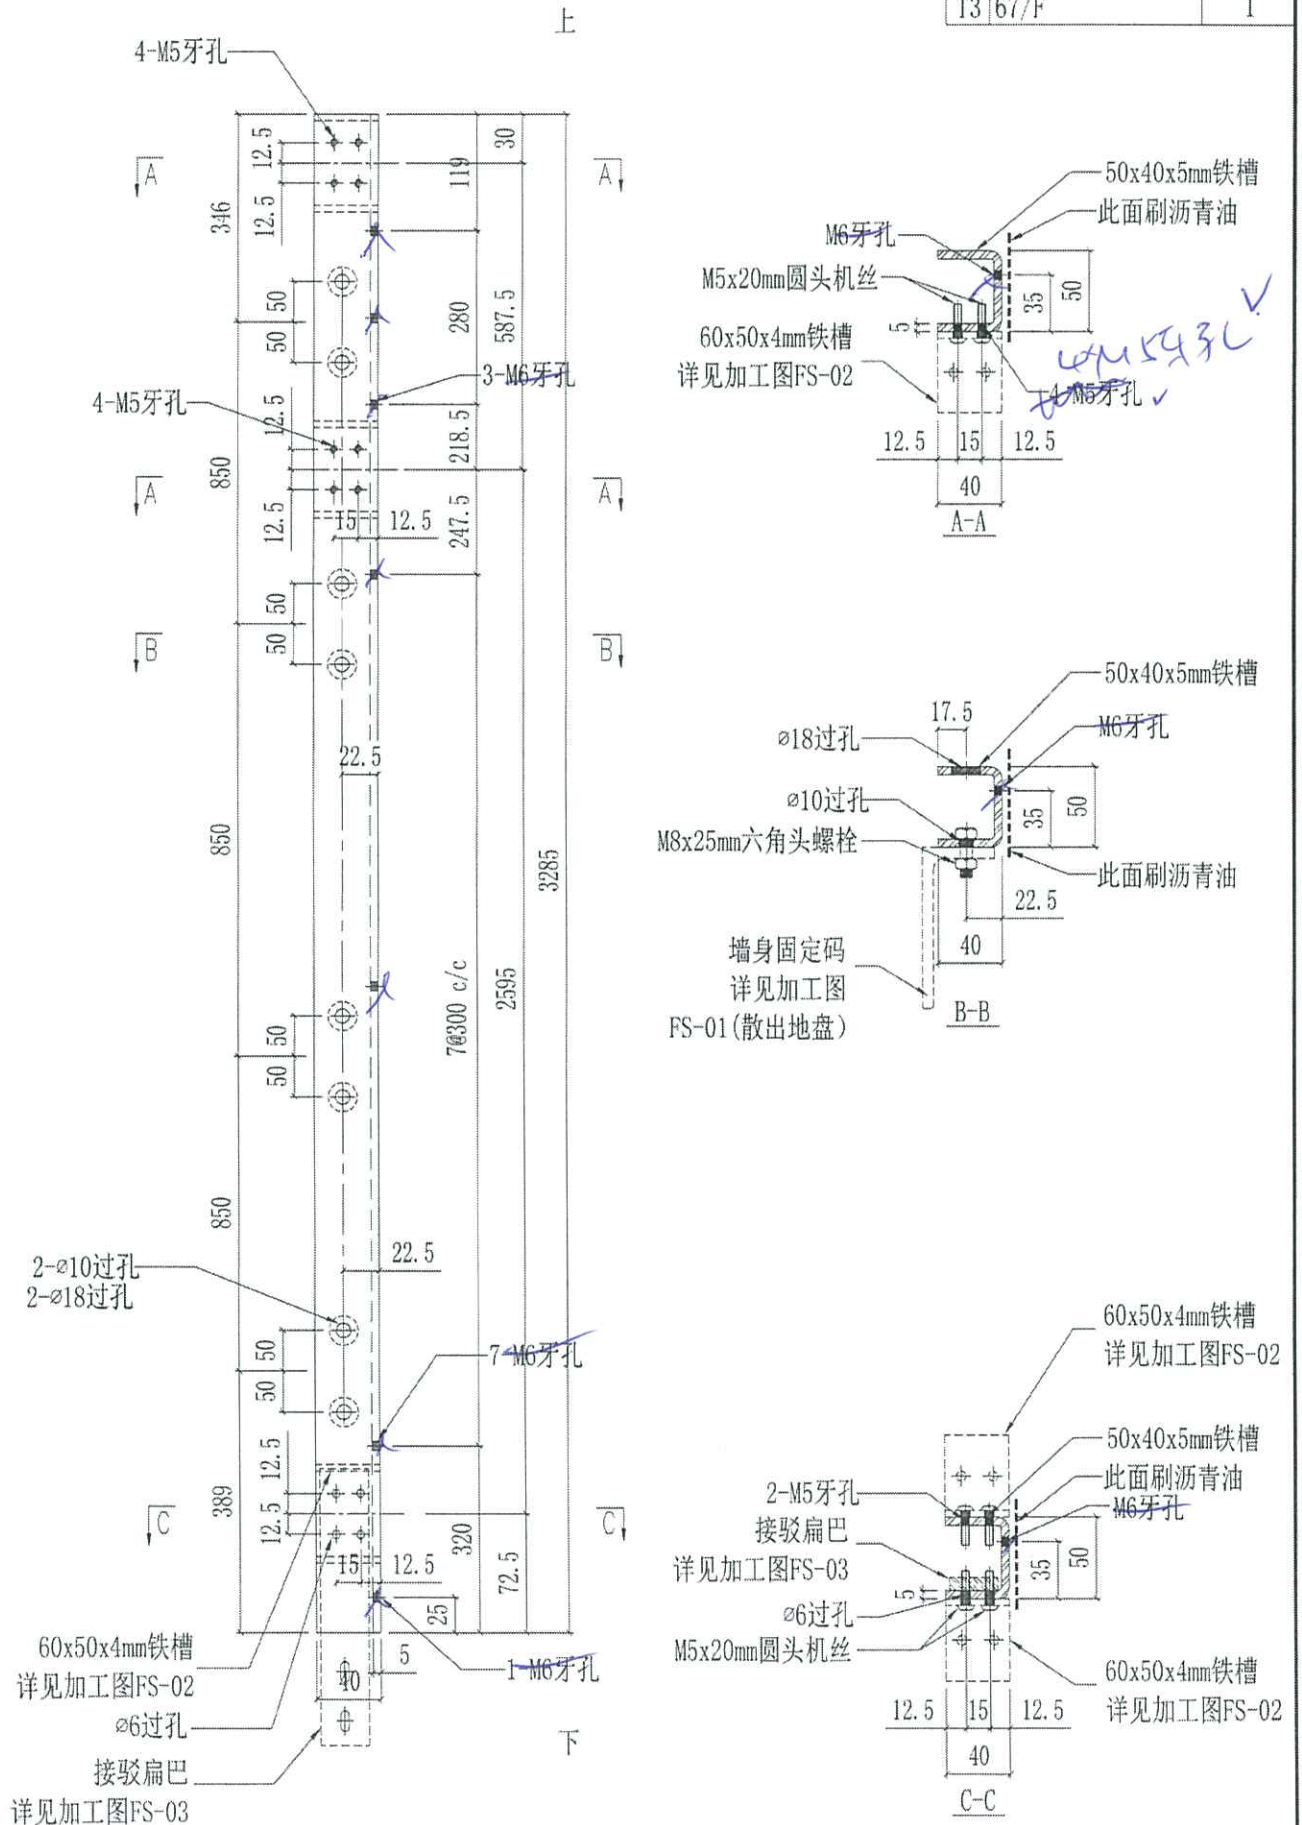 T3 67/F 1
上
4-M5牙孔
12.5
12.5
30
119
346
A
A
50
50
280
587.5
3-M6牙孔
4-M5牙孔
12.5
218.5
850
A
A
12.5
15
12.5
247.5
50
50
B
B
22.5
850
3285
7@300 c/c
2595
50
50
850
2-⌀10过孔
2-⌀18过孔
22.5
50
50
7-M6牙孔
12.5
12.5
389
C
C
320
15
12.5
72.5
25
60x50x4mm铁槽
详见加工图FS-02
5
40
1-M6牙孔
⌀6过孔
下
接驳扁巴
详见加工图FS-03
50x40x5mm铁槽
此面刷沥青油
M6牙孔
M5x20mm圆头机丝
35
50
5
60x50x4mm铁槽
详见加工图FS-02
4xM5牙孔
4-M5牙孔
12.5
15
12.5
40
A-A
50x40x5mm铁槽
17.5
M6牙孔
⌀18过孔
⌀10过孔
35
50
M8x25mm六角头螺栓
此面刷沥青油
22.5
40
墙身固定码
详见加工图
FS-01(散出地盘)
B-B
60x50x4mm铁槽
详见加工图FS-02
50x40x5mm铁槽
此面刷沥青油
M6牙孔
2-M5牙孔
接驳扁巴
详见加工图FS-03
35
50
5
⌀6过孔
M5x20mm圆头机丝
60x50x4mm铁槽
详见加工图FS-02
12.5
15
12.5
40
C-C